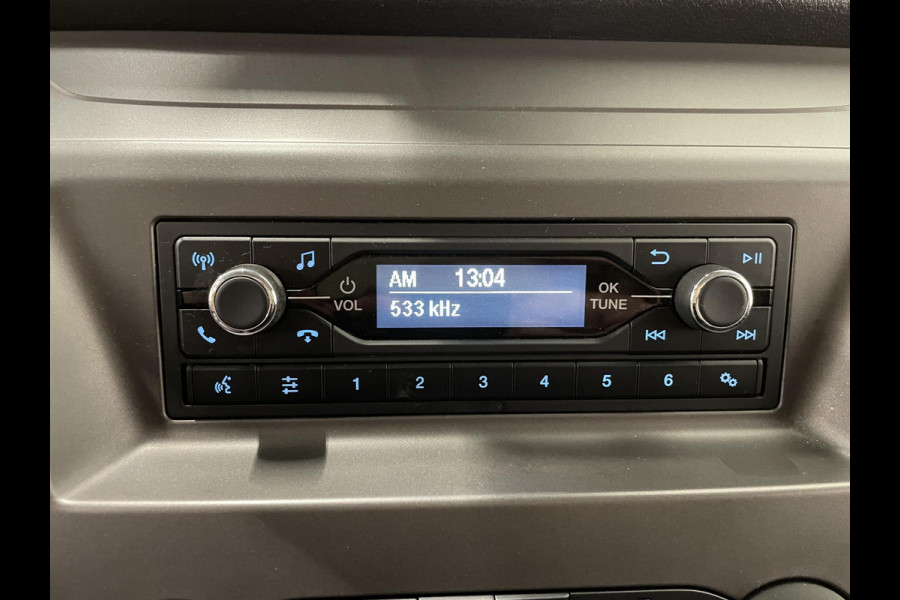 AM 13:04
533 kHz
VOL
OK
TUNE
1 2 3 4 5 6